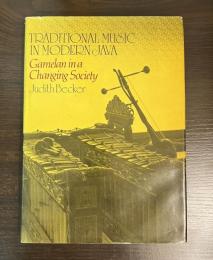 TRADITIONAL MUSIC
IN MODERN JAVA
Gamelan in a
Changing Society
Judith Becker